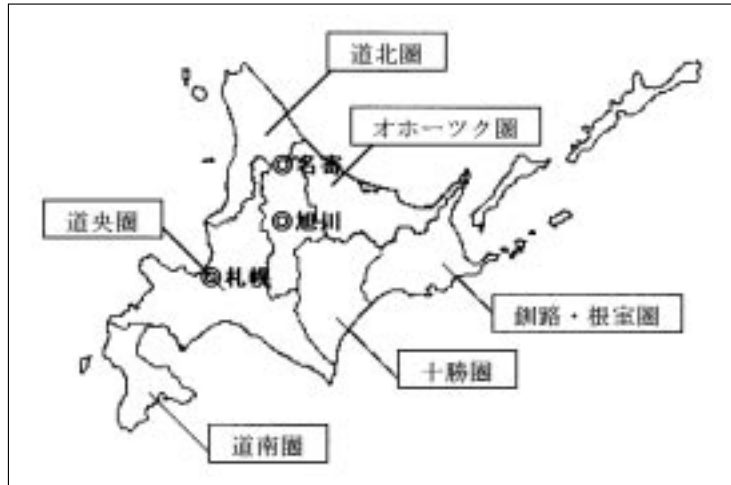 道北圏
オホーツク圏
名寄
道央圏
旭川
札幌
釧路・根室圏
十勝圏
道南圏